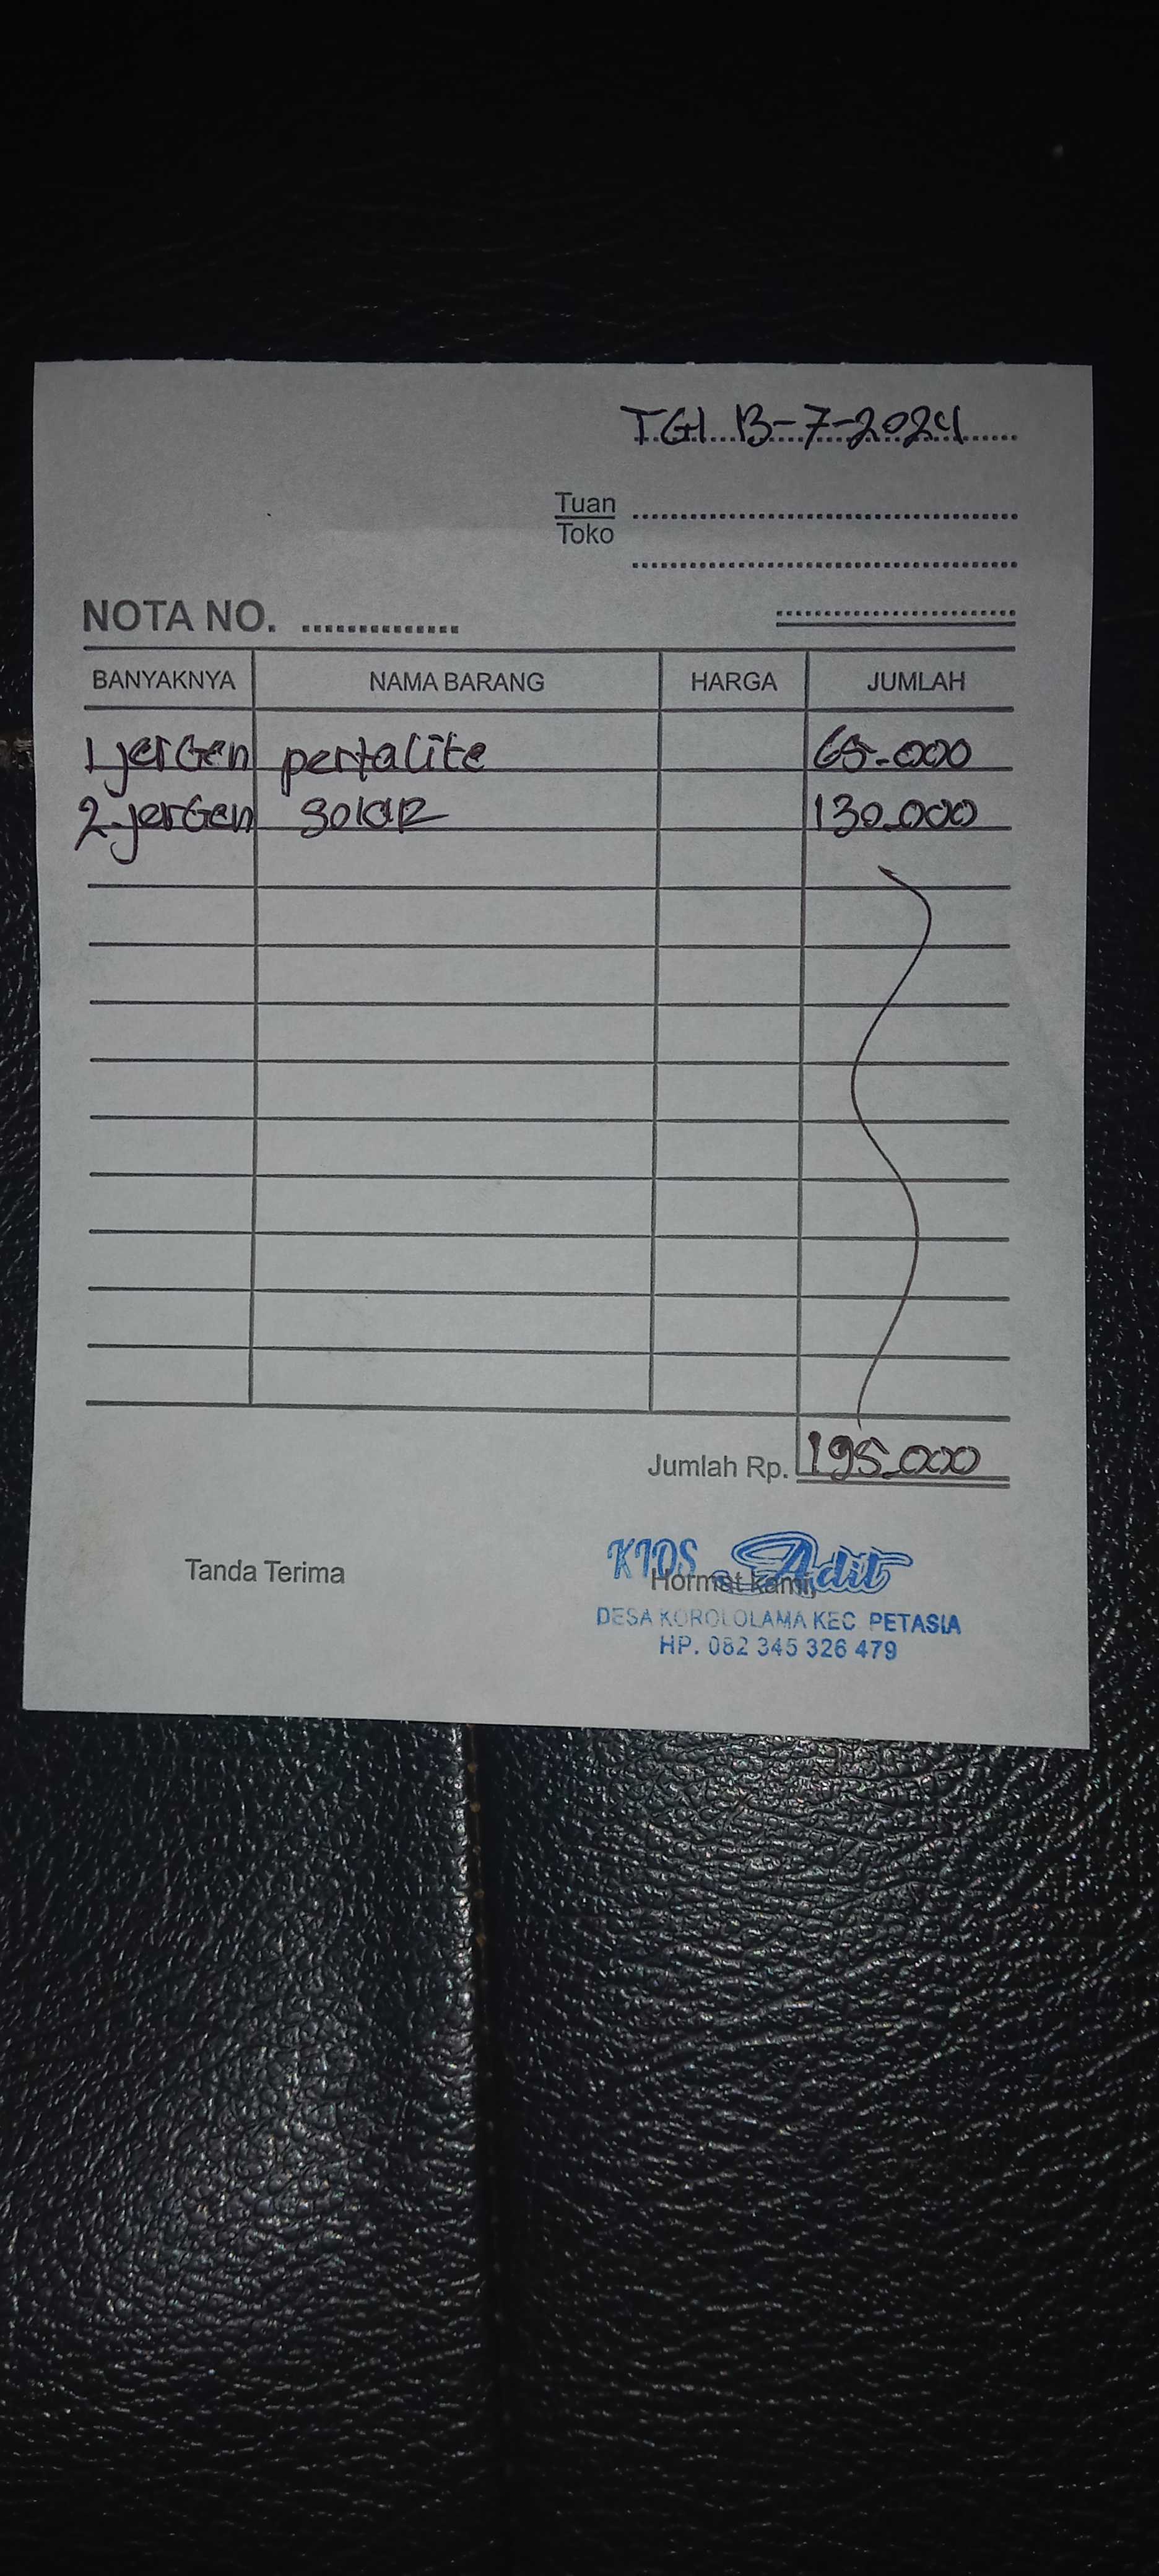 TGl 13-7-2024
Tuan
Toko
NOTA NO.
BANYAKNYA NAMA BARANG HARGA JUMLAH
1 jerGen pertalite 65.000
2 jerGen solar 130.000
Jumlah Rp. 195.000
Tanda Terima
Hormat kami,
KIOS Adit
DESA KOROLOLAMA KEC PETASIA
HP. 082 345 326 479